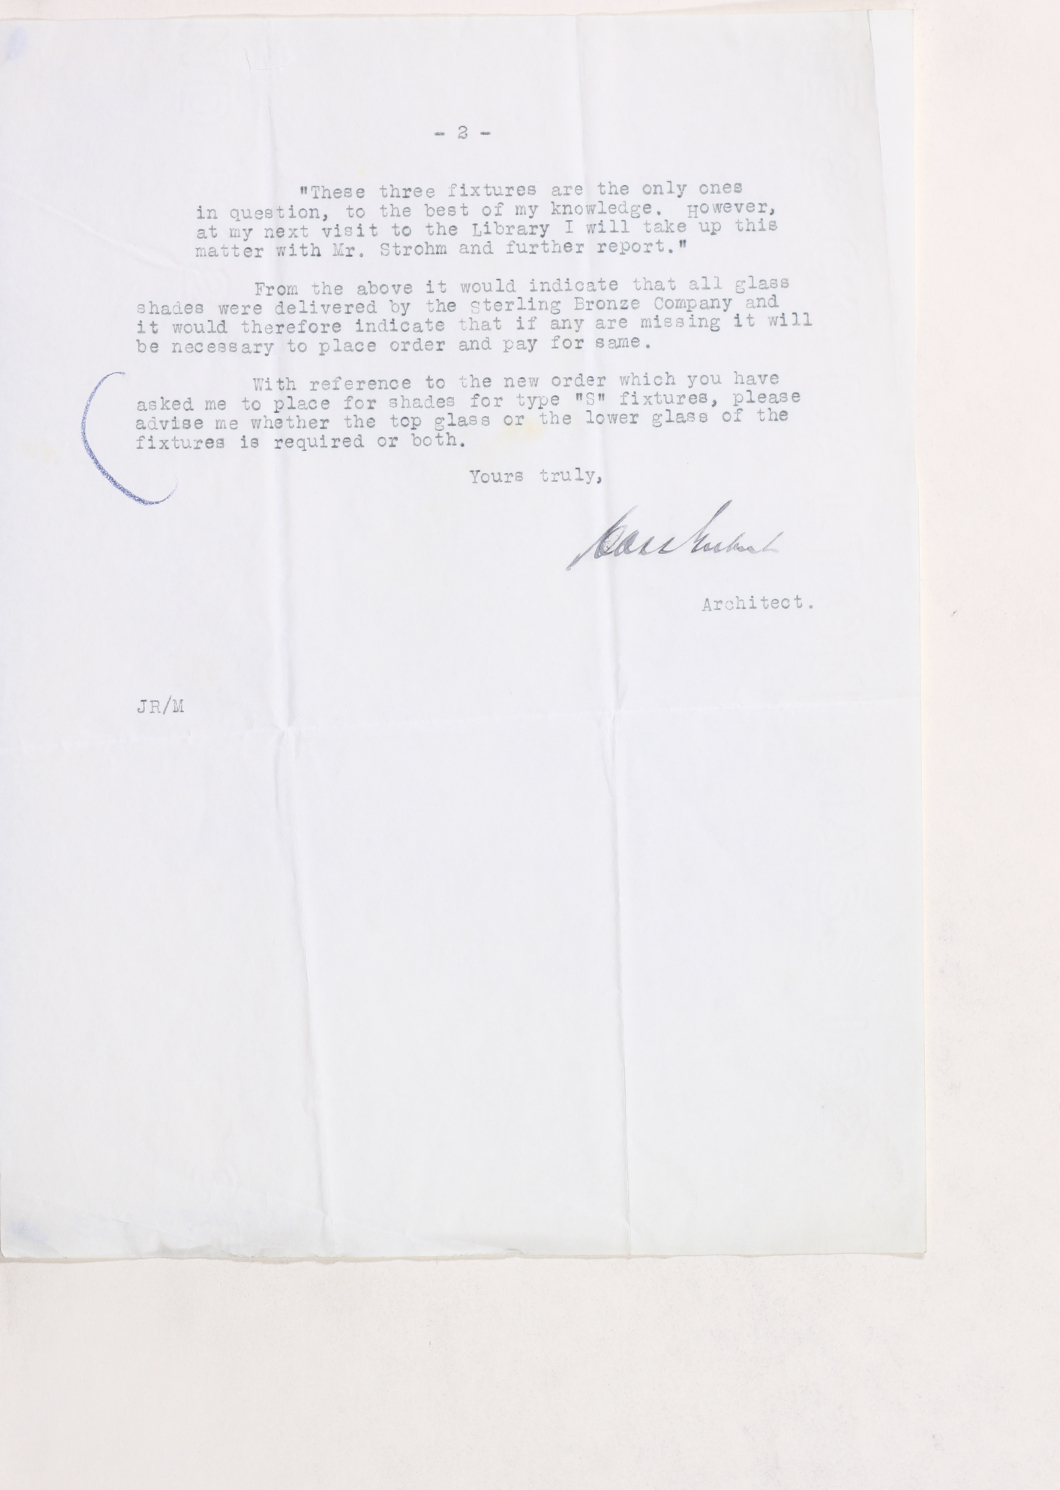 - 2 -
"These three fixtures are the only ones
in question, to the best of my knowledge. However,
at my next visit to the Library I will take up this
matter with Mr. Strohm and further report."
From the above it would indicate that all glass
shades were delivered by the Sterling Bronze Company and
it would therefore indicate that if any are missing it will
be necessary to place order and pay for same.
With reference to the new order which you have
asked me to place for shades for type "S" fixtures, please
advise me whether the top glass or the lower glass of the
fixtures is required or both.
Yours truly,
Architect.
JR/M